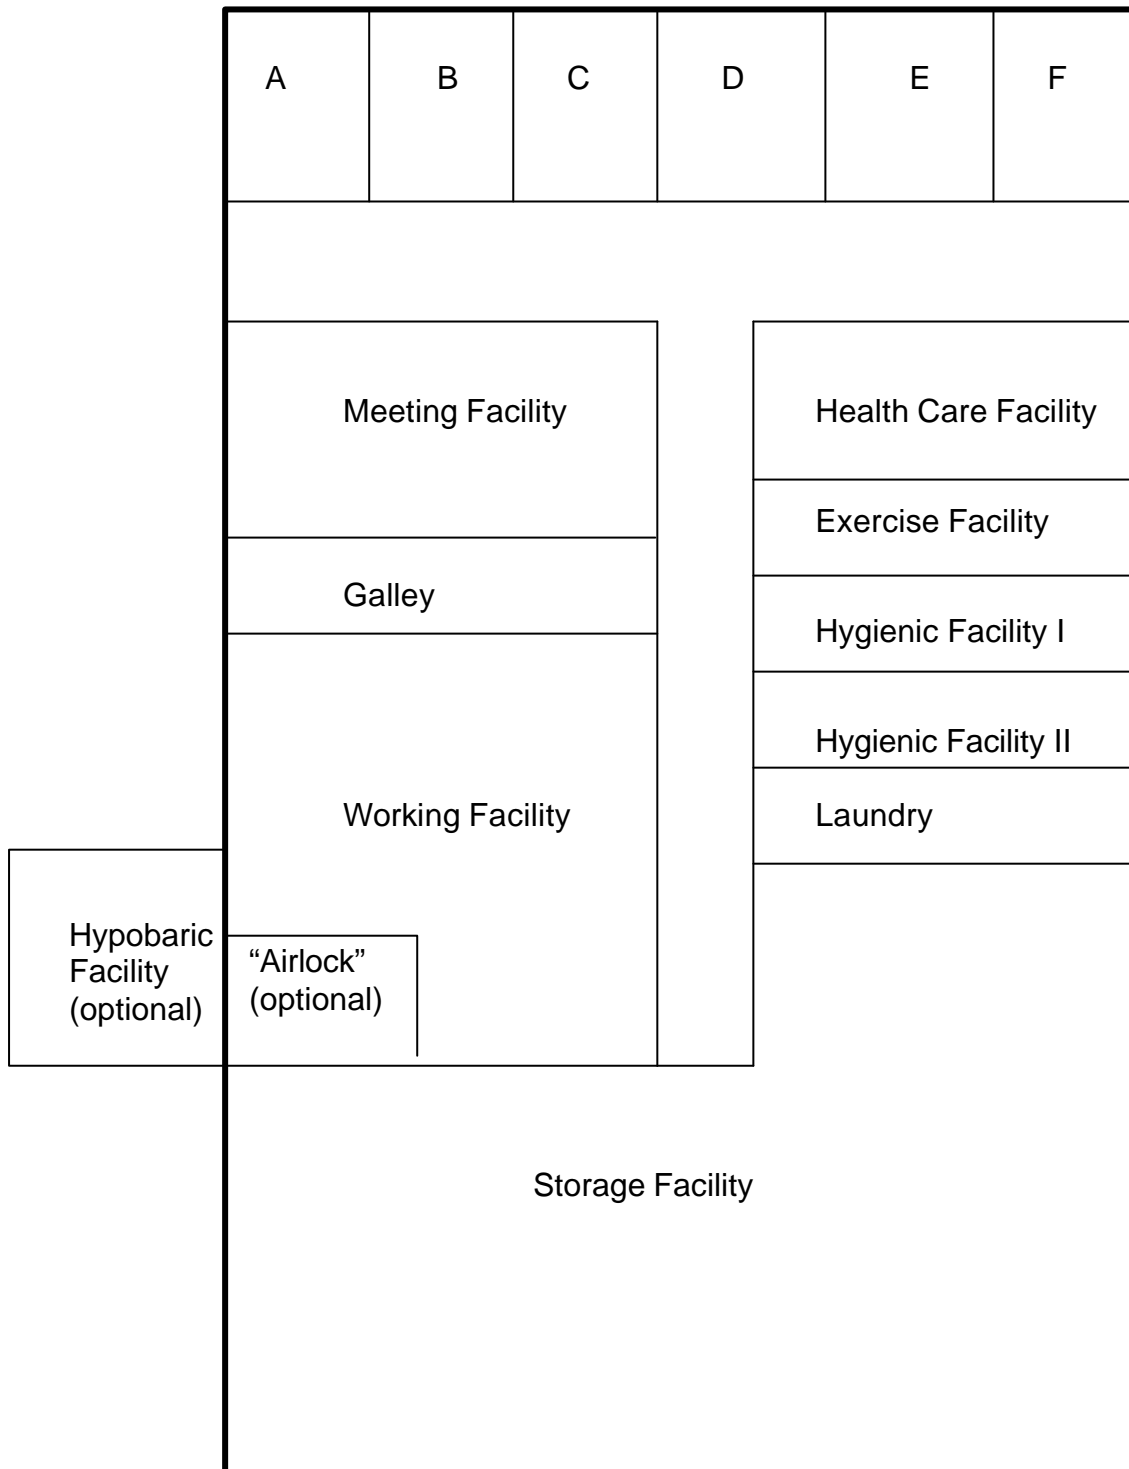 A
B
C
D
E
F
Meeting Facility
Health Care Facility
Exercise Facility
Galley
Hygienic Facility I
Hygienic Facility II
Working Facility
Laundry
Hypobaric
Facility
(optional)
“Airlock”
(optional)
Storage Facility